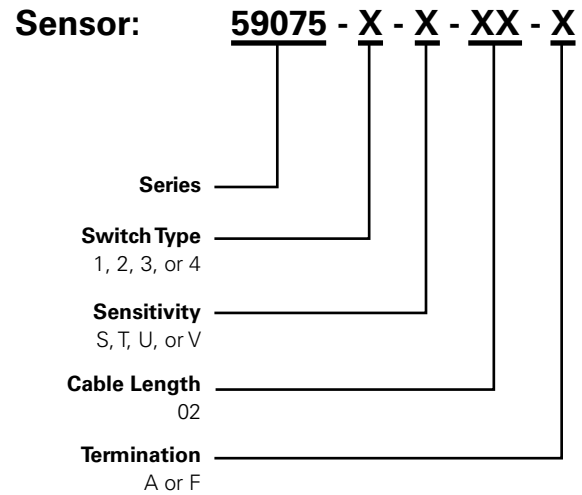 Sensor: 59075 - X - X - XX - X
Series
Switch Type
1, 2, 3, or 4
Sensitivity
S, T, U, or V
Cable Length
02
Termination
A or F